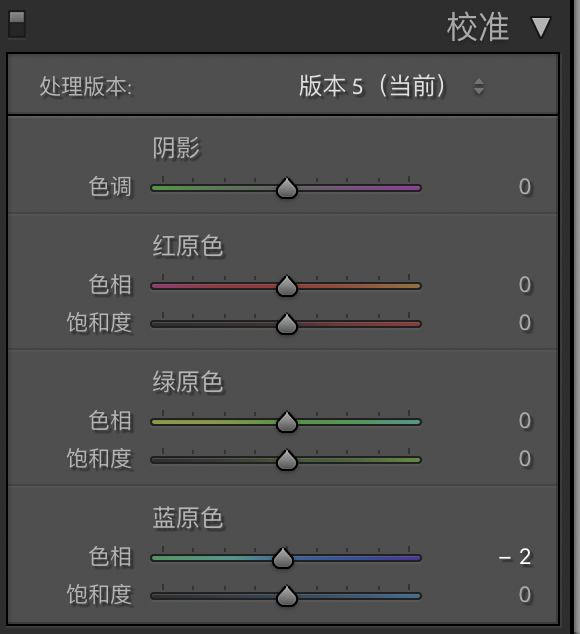 校准
处理版本: 版本 5（当前）
阴影
色调 0
红原色
色相 0
饱和度 0
绿原色
色相 0
饱和度 0
蓝原色
色相 – 2
饱和度 0